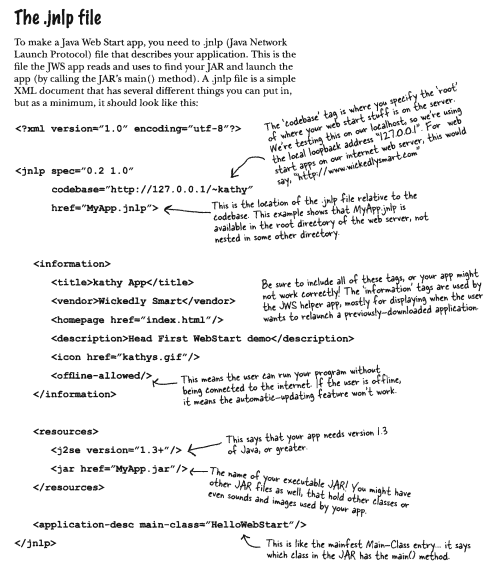 The .jnlp file
To make a Java Web Start app, you need to .jnlp (Java Network
Launch Protocol) file that describes your application. This is the
file the JWS app reads and uses to find your JAR and launch the
app (by calling the JAR's main() method). A .jnlp file is a simple
XML document that has several different things you can put in,
but as a minimum, it should look like this:
<?xml version="1.0" encoding="utf-8"?>
The 'codebase' tag is where you specify the 'root'
of where your web start stuff is on the server.
We're testing this on our localhost, so we're using
the local loopback address "127.0.0.1". For web
start apps on our internet web server, this would
say, "http://www.wickedlysmart.com"
<jnlp spec="0.2 1.0"
codebase="http://127.0.0.1/~kathy"
href="MyApp.jnlp">
This is the location of the jnlp file relative to the
codebase. This example shows that MyApp.jnlp is
available in the root directory of the web server, not
nested in some other directory.
<information>
<title>kathy App</title>
<vendor>Wickedly Smart</vendor>
<homepage href="index.html"/>
<description>Head First WebStart demo</description>
<icon href="kathys.gif"/>
<offline-allowed/>
</information>
Be sure to include all of these tags, or your app might
not work correctly! The 'information' tags are used by
the JWS helper app, mostly for displaying when the user
wants to relaunch a previously-downloaded application.
This means the user can run your program without
being connected to the internet. If the user is offline,
it means the automatic-updating feature won't work.
<resources>
<j2se version="1.3+"/>
This says that your app needs version 1.3
of Java, or greater.
<jar href="MyApp.jar"/>
The name of your executable JAR! You might have
other JAR files as well, that hold other classes or
even sounds and images used by your app.
</resources>
<application-desc main-class="HelloWebStart"/>
</jnlp>
This is like the mainfest Main-Class entry... it says
which class in the JAR has the main() method.